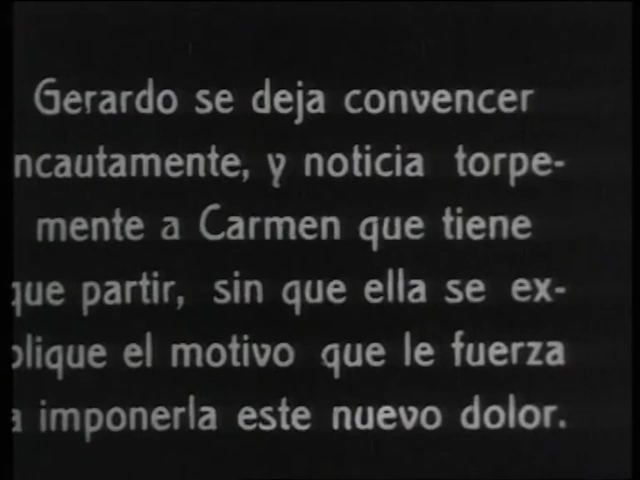 Gerardo se deja convencer
ncautamente, y noticia torpe-
mente a Carmen que tiene
que partir, sin que ella se ex-
plique el motivo que le fuerza
a imponerla este nuevo dolor.